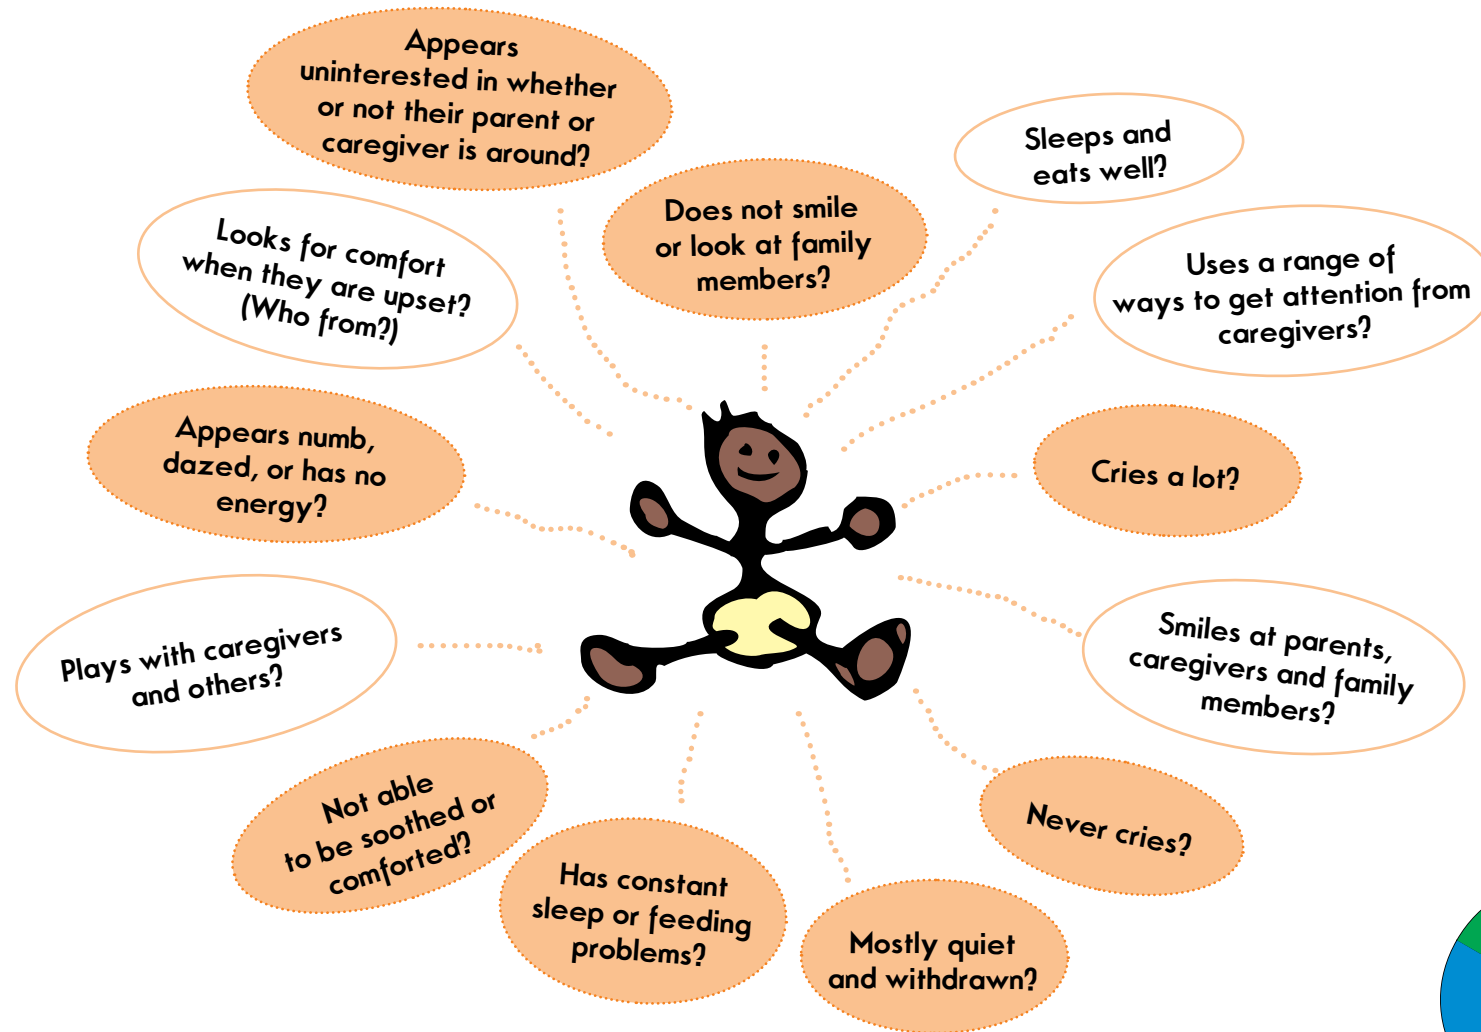 Appears
uninterested in whether
or not their parent or
caregiver is around?
Does not smile
or look at family
members?
Sleeps and
eats well?
Looks for comfort
when they are upset?
(Who from?)
Uses a range of
ways to get attention from
caregivers?
Appears numb,
dazed, or has no
energy?
Cries a lot?
Plays with caregivers
and others?
Smiles at parents,
caregivers and family
members?
Not able
to be soothed or
comforted?
Has constant
sleep or feeding
problems?
Mostly quiet
and withdrawn?
Never cries?